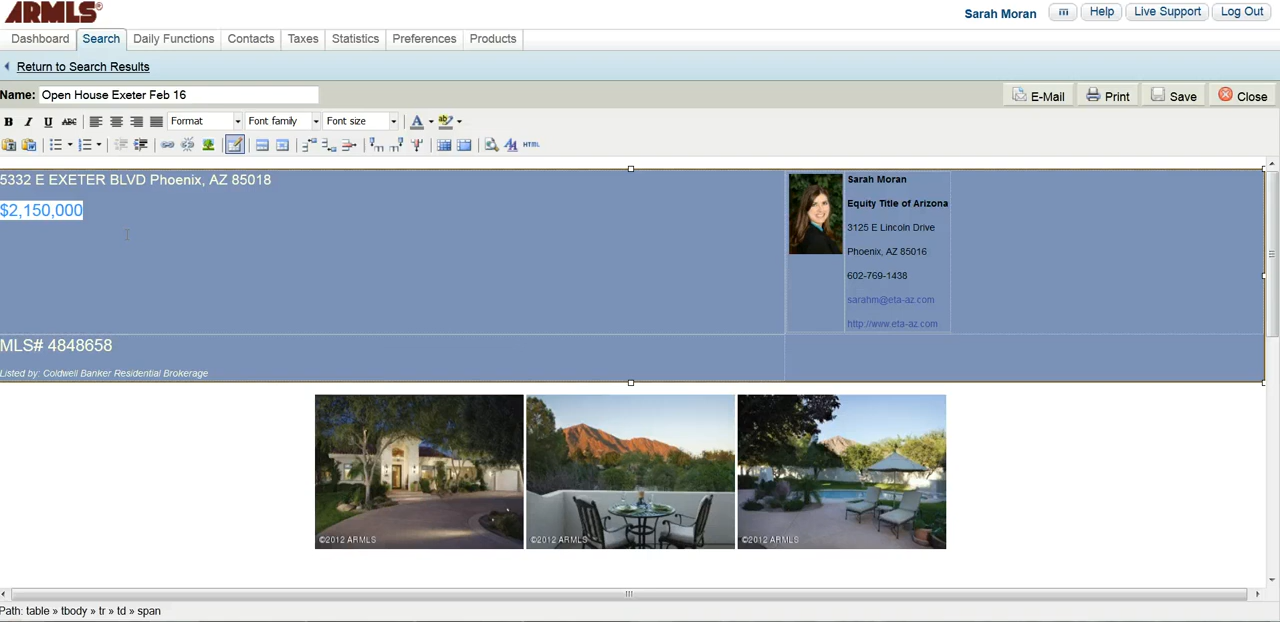 ARMLS®
Sarah Moran
Help
Live Support
Log Out
Dashboard
Search
Daily Functions
Contacts
Taxes
Statistics
Preferences
Products
Return to Search Results
Name:
Open House Exeter Feb 16
E-Mail
Print
Save
Close
B I U ABC
Format
Font family
Font size
A
ab
HTML
5332 E EXETER BLVD Phoenix, AZ 85018
$2,150,000
Sarah Moran
Equity Title of Arizona
3125 E Lincoln Drive
Phoenix, AZ 85016
602-769-1438
sarahm@eta-az.com
http://www.eta-az.com
MLS# 4848658
Listed by: Coldwell Banker Residential Brokerage
©2012 ARMLS
©2012 ARMLS
©2012 ARMLS
Path: table » tbody » tr » td » span